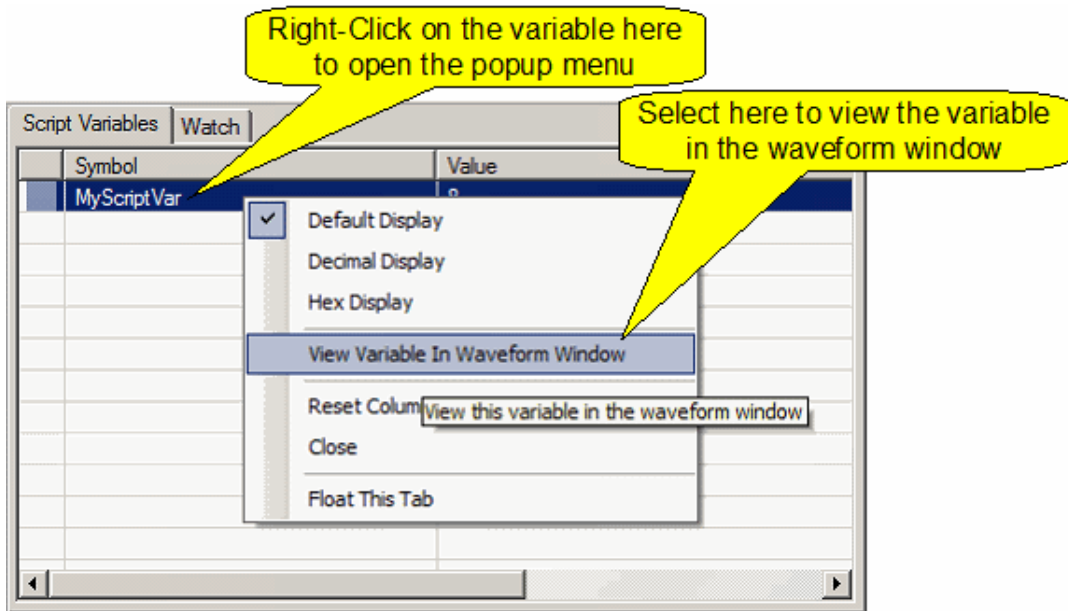 Right-Click on the variable here
to open the popup menu
Select here to view the variable
in the waveform window
Script Variables
Watch
Symbol
Value
MyScriptVar
Default Display
Decimal Display
Hex Display
View Variable In Waveform Window
Reset
View this variable in the waveform window
Close
Float This Tab